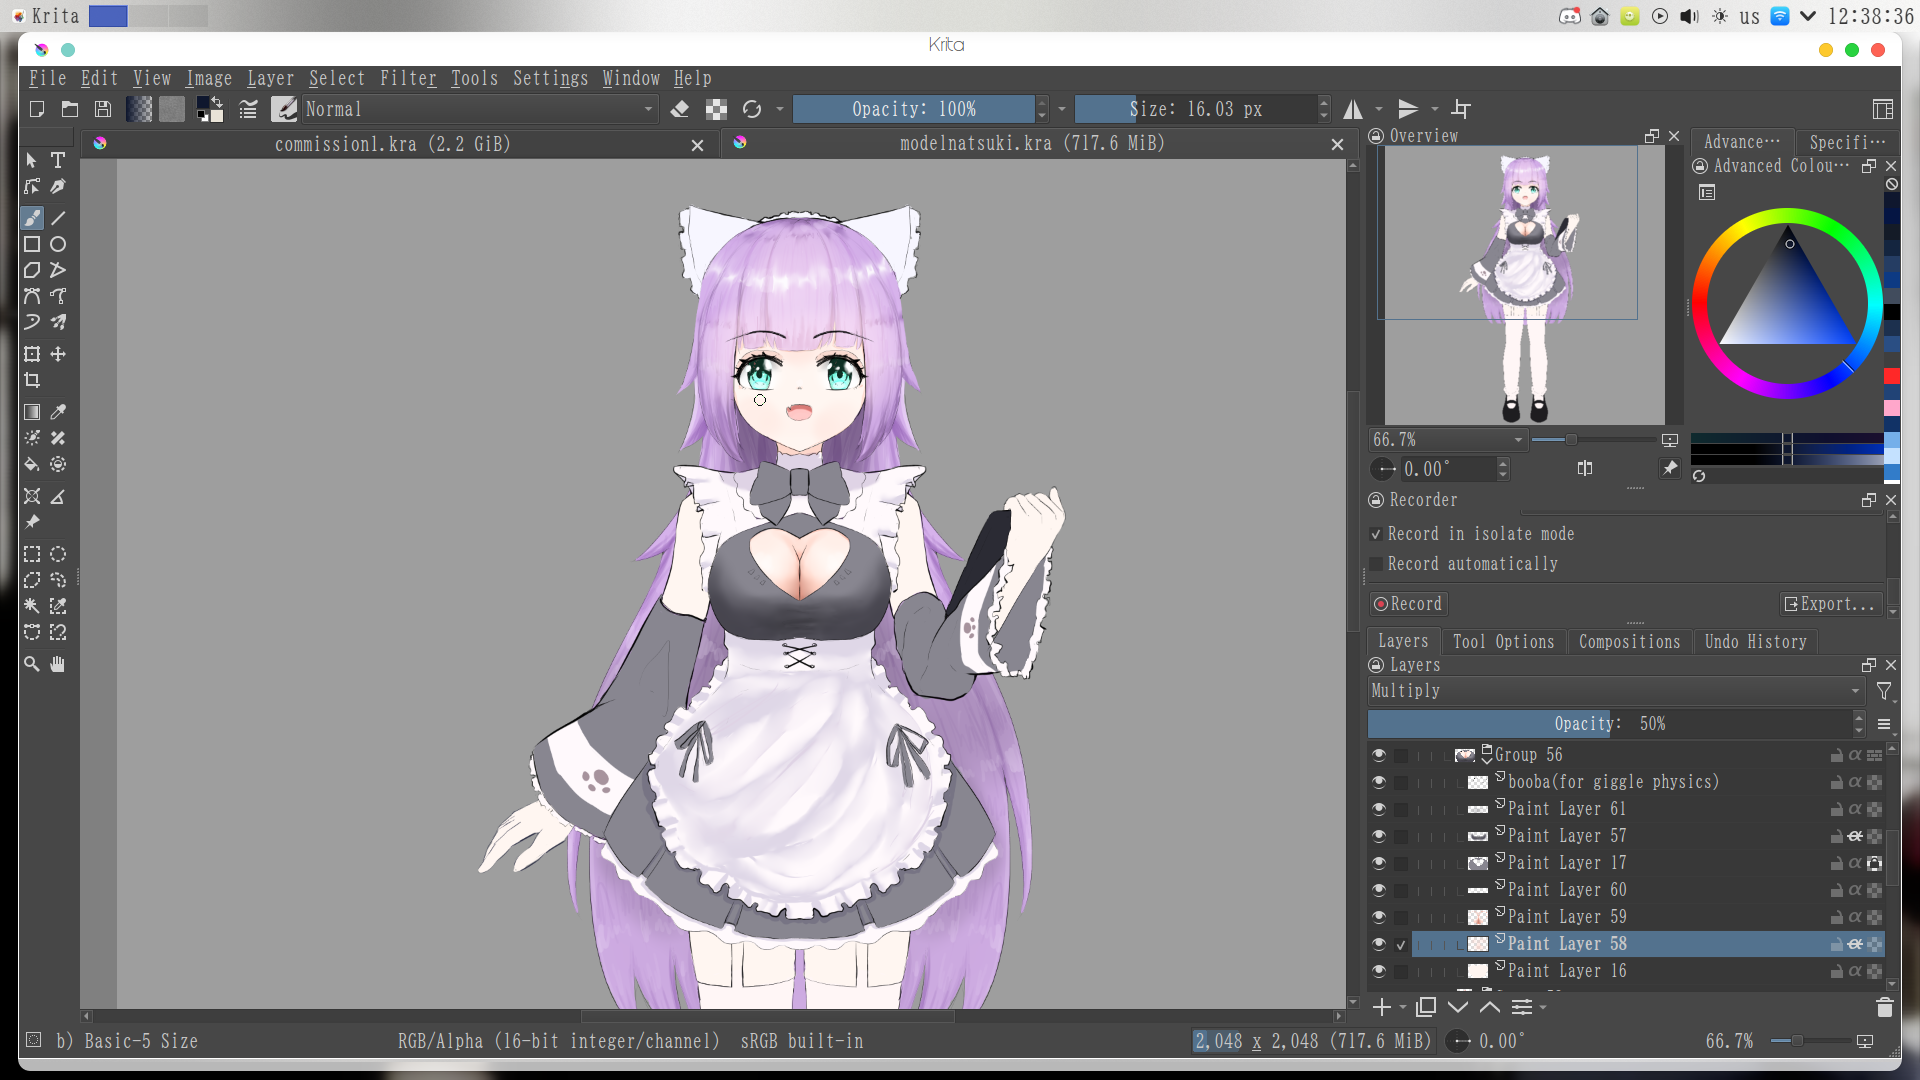 Krita
us
12:38:36
Krita
File Edit View Image Layer Select Filter Tools Settings Window Help
Normal
Opacity: 100%
Size: 16.03 px
commission1.kra (2.2 GiB)
modelnatsuki.kra (717.6 MiB)
Overview
Advance···
Specifi···
Advanced Colou···
66.7%
0.00°
Recorder
Record in isolate mode
Record automatically
Record
Export...
Layers
Tool Options
Compositions
Undo History
Layers
Multiply
Opacity: 50%
Group 56
booba(for giggle physics)
Paint Layer 61
Paint Layer 57
Paint Layer 17
Paint Layer 60
Paint Layer 59
Paint Layer 58
Paint Layer 16
b) Basic-5 Size
RGB/Alpha (16-bit integer/channel)
sRGB built-in
2,048 x 2,048 (717.6 MiB)
0.00°
66.7%